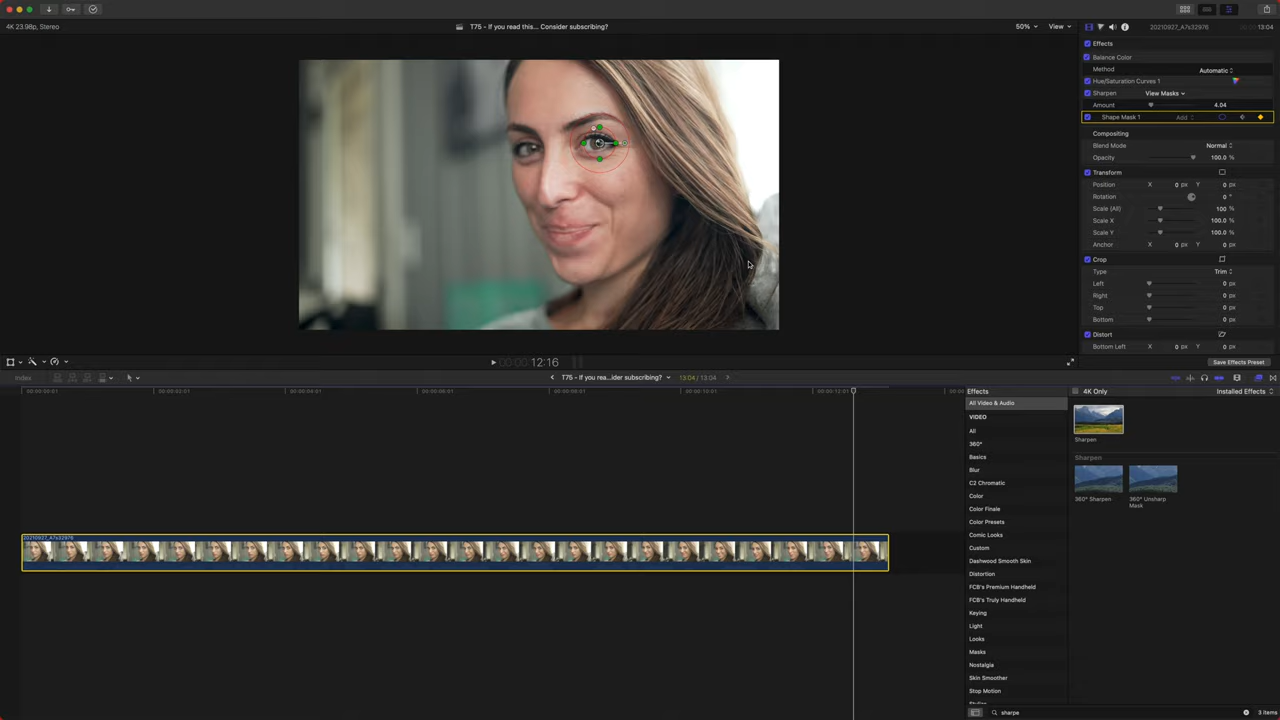 4K 23.98p, Stereo
T75 - If you read this... Consider subscribing?
50%
View
20210927_A7s32976
13:04
Effects
Balance Color
Method
Automatic
Hue/Saturation Curves 1
Sharpen
View Masks
Amount
4.04
Shape Mask 1
Add
Compositing
Blend Mode
Normal
Opacity
100.0 %
Transform
Position
X
0 px
Y
0 px
Rotation
0 °
Scale (All)
100 %
Scale X
100.0 %
Scale Y
100.0 %
Anchor
X
0 px
Y
0 px
Crop
Type
Trim
Left
0 px
Right
0 px
Top
0 px
Bottom
0 px
Distort
Bottom Left
X
0 px
Y
0 px
Save Effects Preset
12:16
Index
T75 - If you rea...ider subscribing?
13:04 / 13:04
20210927_A7s32976
Effects
All Video & Audio
VIDEO
All
360°
Basics
Blur
C2 Chromatic
Color
Color Finale
Color Presets
Comic Looks
Custom
Dashwood Smooth Skin
Distortion
FCB's Premium Handheld
FCB's Truly Handheld
Keying
Light
Looks
Masks
Nostalgia
Skin Smoother
Stop Motion
4K Only
Installed Effects
Sharpen
Sharpen
360° Sharpen
360° Unsharp
Mask
sharpe
3 items